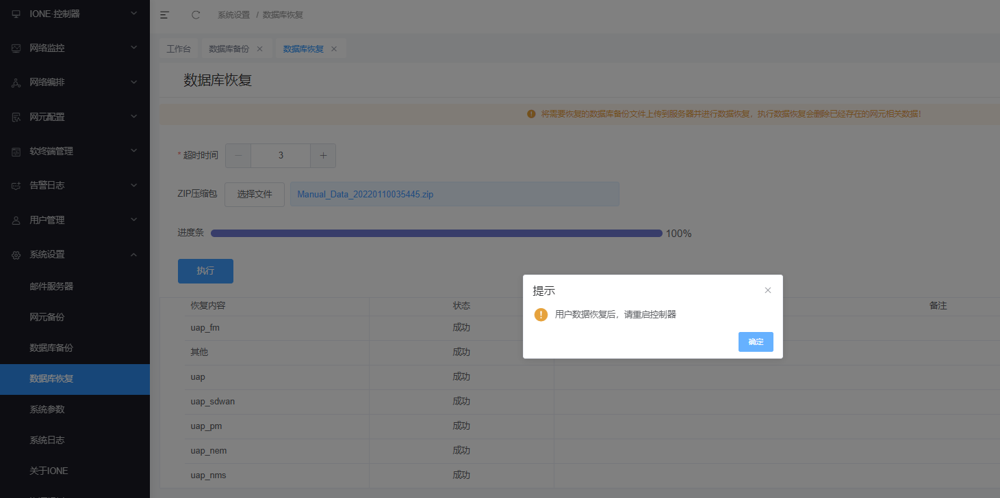 IONE 控制器
网络监控
网络编排
网元配置
软终端管理
告警日志
用户管理
系统设置
邮件服务器
网元备份
数据库备份
数据库恢复
系统参数
系统日志
关于IONE
系统设置 / 数据库恢复
工作台 数据库备份 × 数据库恢复 ×
数据库恢复
将需要恢复的数据库备份文件上传到服务器并进行数据恢复，执行数据恢复会删除已经存在的网元相关数据！
* 超时时间 − 3 +
ZIP压缩包 选择文件 Manual_Data_20220110035445.zip
进度条 100%
执行
恢复内容 状态 备注
uap_fm 成功
其他 成功
uap 成功
uap_sdwan 成功
uap_pm 成功
uap_nem 成功
uap_nms 成功
提示 ×
用户数据恢复后，请重启控制器
确定